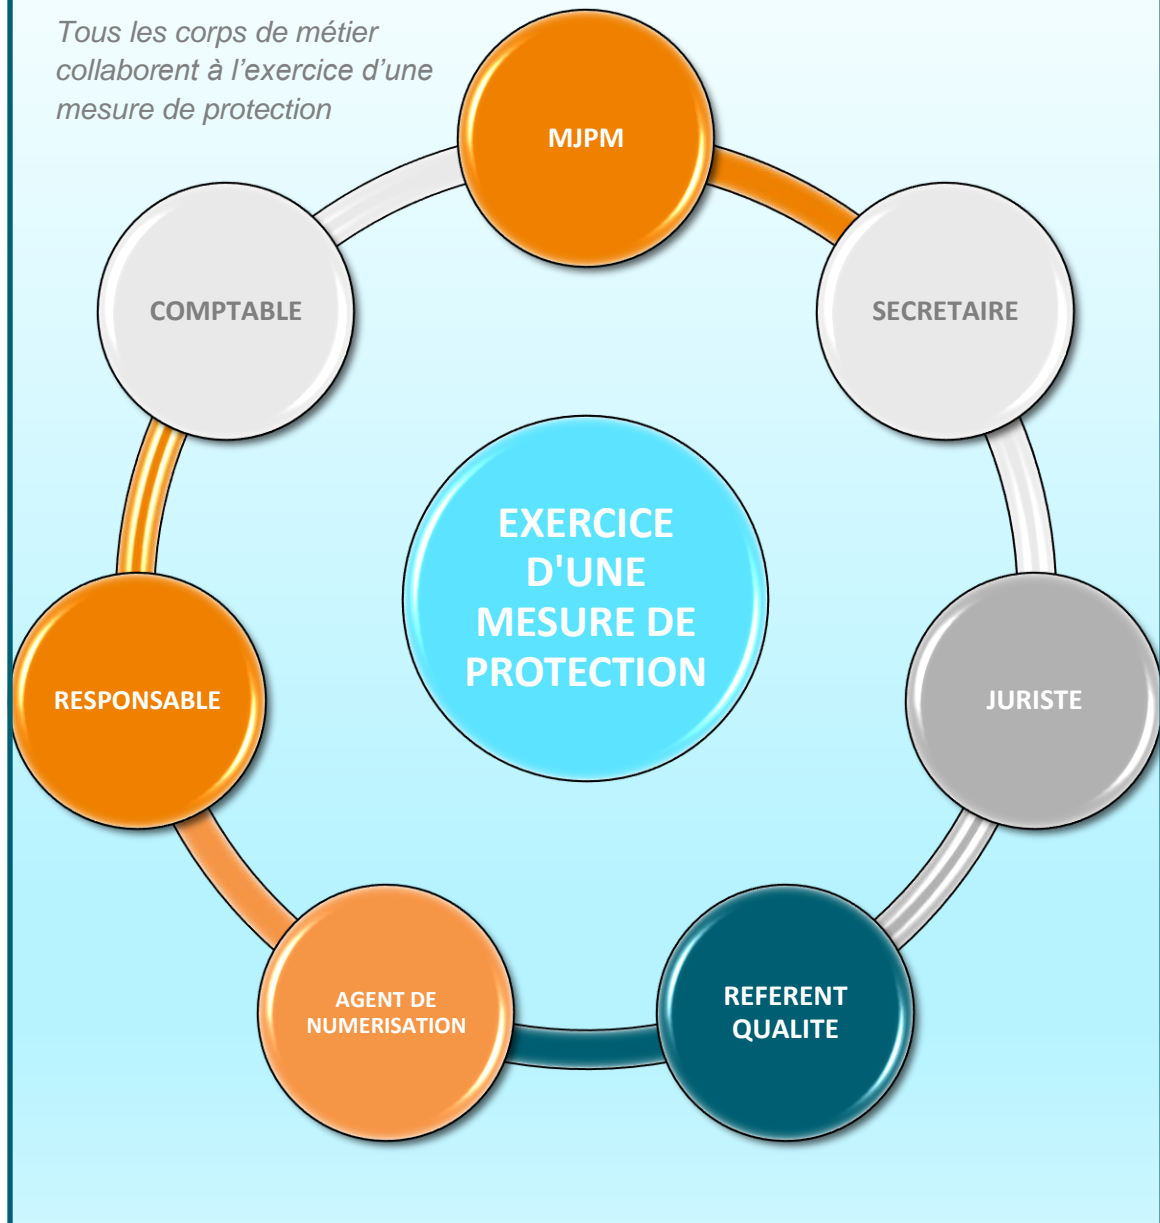 Tous les corps de métier
collaborent à l’exercice d’une
mesure de protection
MJPM
SECRETAIRE
JURISTE
REFERENT
QUALITE
AGENT DE
NUMERISATION
RESPONSABLE
COMPTABLE
EXERCICE
D'UNE
MESURE DE
PROTECTION